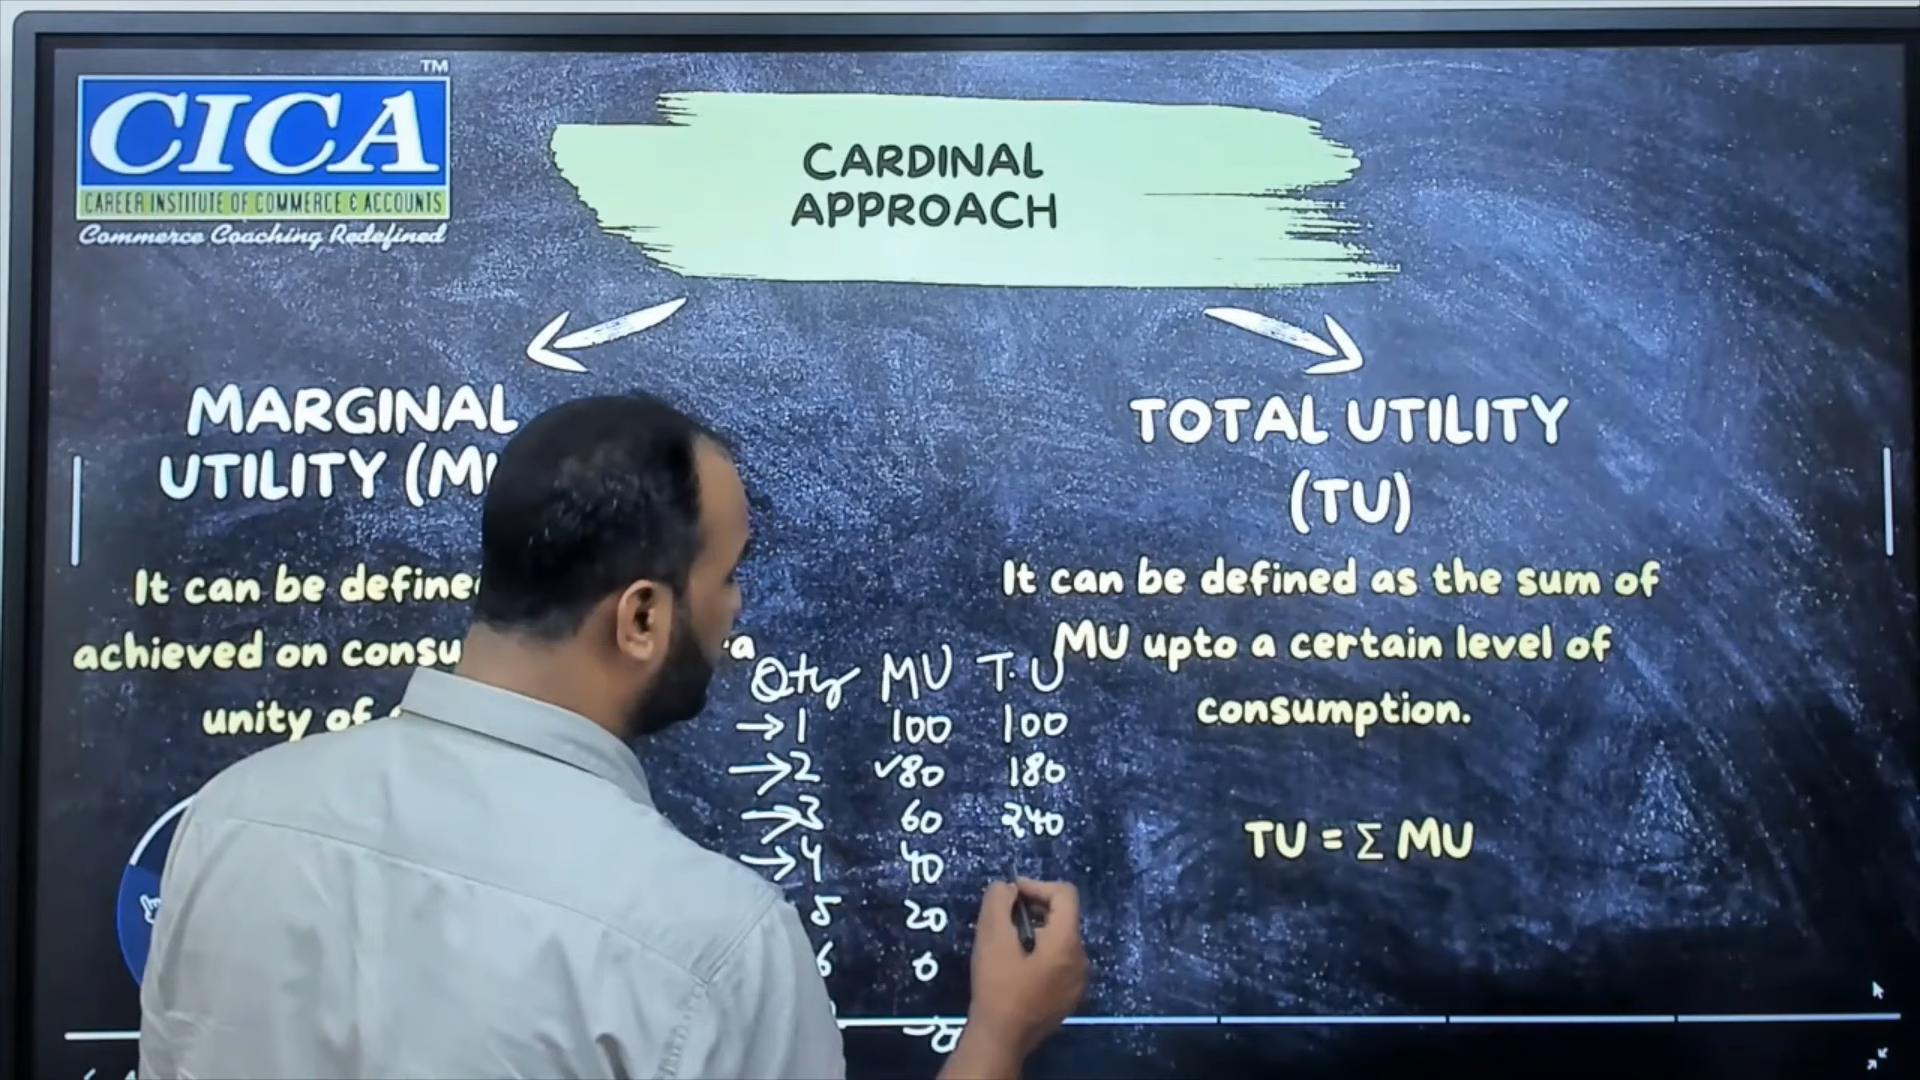 TM
CICA
CAREER INSTITUTE OF COMMERCE & ACCOUNTS
Commerce Coaching Redefined
CARDINAL
APPROACH
MARGINAL
UTILITY (MU
It can be define
achieved on consu a
unity of
TOTAL UTILITY
(TU)
It can be defined as the sum of
MU upto a certain level of
consumption.
TU = Σ MU
Qty MU T.U
→1 100 100
→2 ✓80 180
→3 60 240
→4 40
5 20
6 0